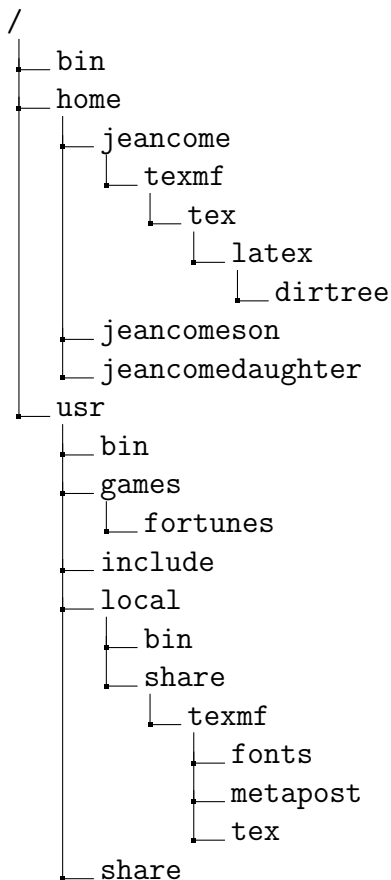 /
bin
home
jeancome
texmf
tex
latex
dirtree
jeancomeson
jeancomedaughter
usr
bin
games
fortunes
include
local
bin
share
texmf
fonts
metapost
tex
share